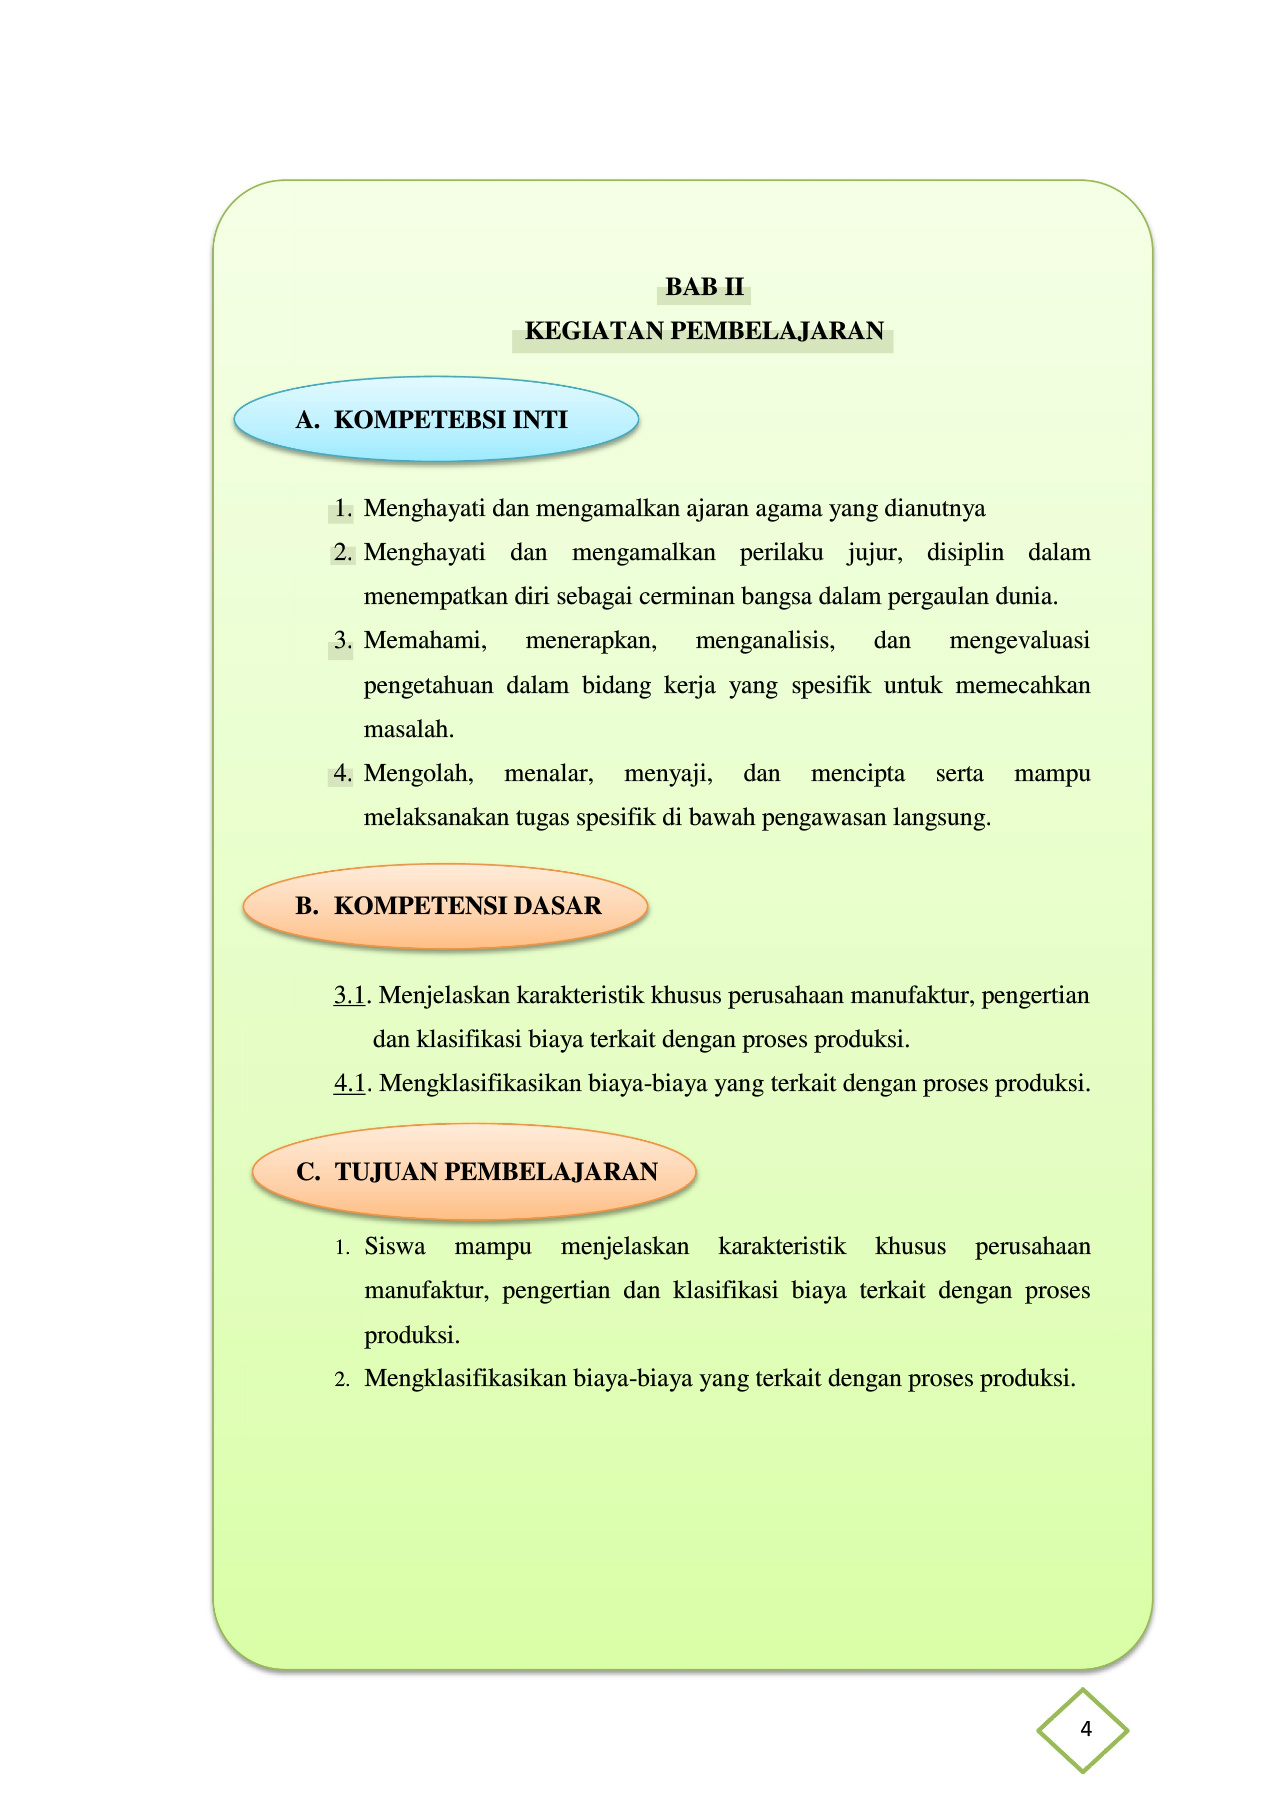 BAB II
KEGIATAN PEMBELAJARAN
A. KOMPETEBSI INTI
1. Menghayati dan mengamalkan ajaran agama yang dianutnya
2. Menghayati dan mengamalkan perilaku jujur, disiplin dalam
menempatkan diri sebagai cerminan bangsa dalam pergaulan dunia.
3. Memahami, menerapkan, menganalisis, dan mengevaluasi
pengetahuan dalam bidang kerja yang spesifik untuk memecahkan
masalah.
4. Mengolah, menalar, menyaji, dan mencipta serta mampu
melaksanakan tugas spesifik di bawah pengawasan langsung.
B. KOMPETENSI DASAR
3.1. Menjelaskan karakteristik khusus perusahaan manufaktur, pengertian
dan klasifikasi biaya terkait dengan proses produksi.
4.1. Mengklasifikasikan biaya-biaya yang terkait dengan proses produksi.
C. TUJUAN PEMBELAJARAN
1. Siswa mampu menjelaskan karakteristik khusus perusahaan
manufaktur, pengertian dan klasifikasi biaya terkait dengan proses
produksi.
2. Mengklasifikasikan biaya-biaya yang terkait dengan proses produksi.
4